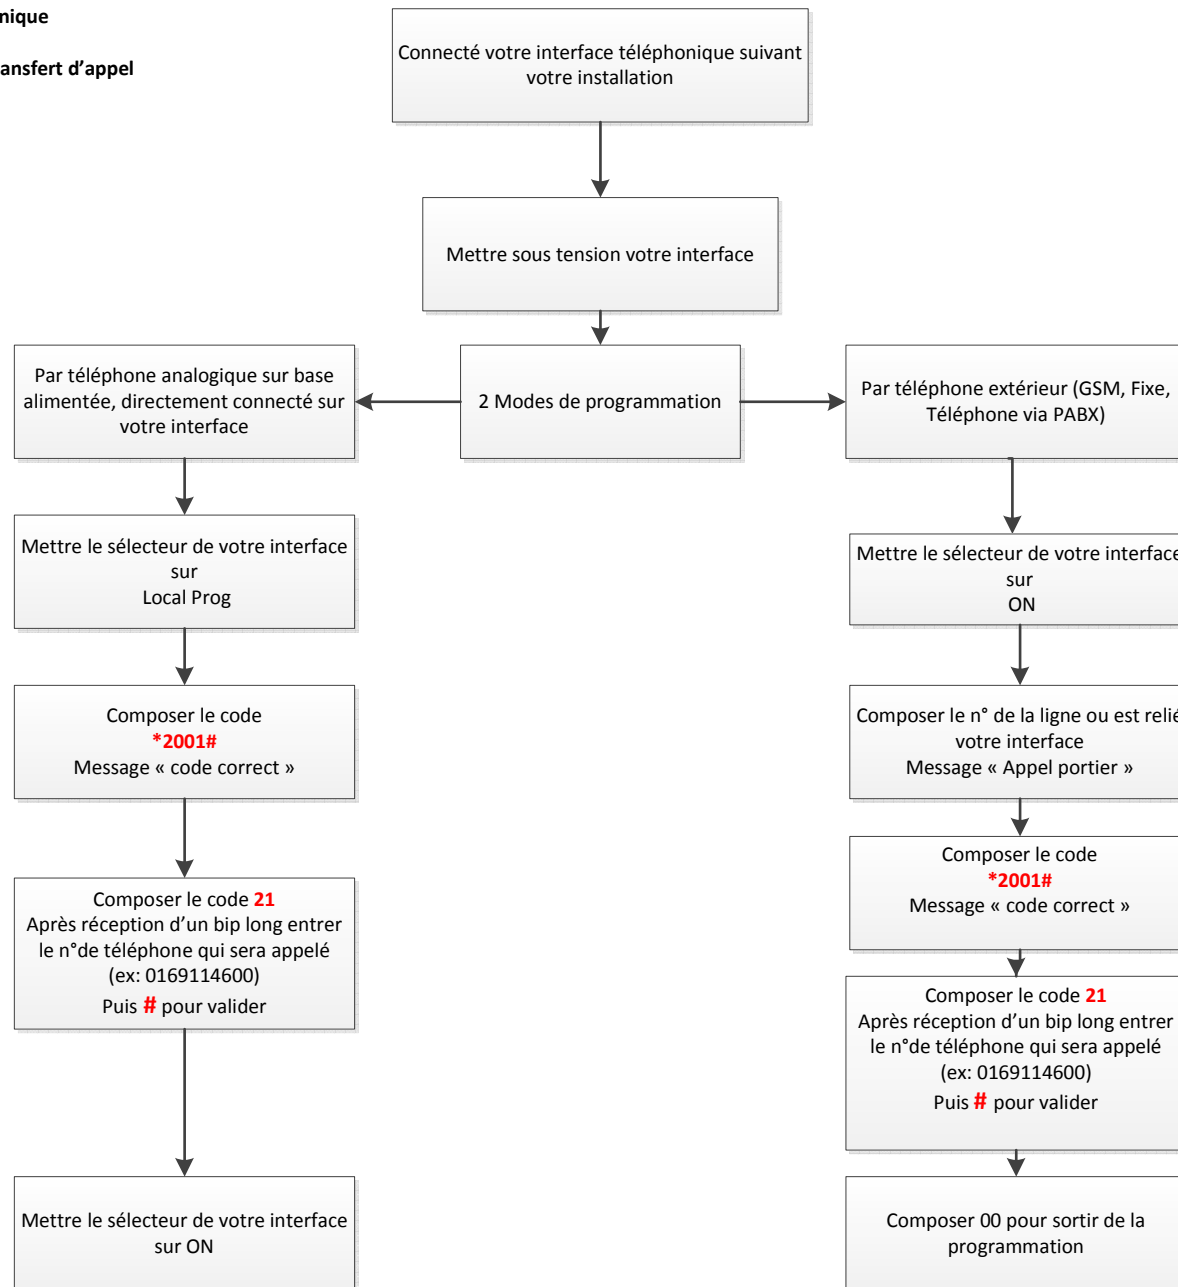 nique
ansfert d’appel
Connecté votre interface téléphonique suivant
votre installation
Mettre sous tension votre interface
2 Modes de programmation
Par téléphone analogique sur base
alimentée, directement connecté sur
votre interface
Mettre le sélecteur de votre interface
sur
Local Prog
Composer le code
*2001#
Message « code correct »
Composer le code 21
Après réception d’un bip long entrer
le n°de téléphone qui sera appelé
(ex: 0169114600)
Puis # pour valider
Mettre le sélecteur de votre interface
sur ON
Par téléphone extérieur (GSM, Fixe,
Téléphone via PABX)
Mettre le sélecteur de votre interface
sur
ON
Composer le n° de la ligne ou est relié
votre interface
Message « Appel portier »
Composer le code
*2001#
Message « code correct »
Composer le code 21
Après réception d’un bip long entrer
le n°de téléphone qui sera appelé
(ex: 0169114600)
Puis # pour valider
Composer 00 pour sortir de la
programmation